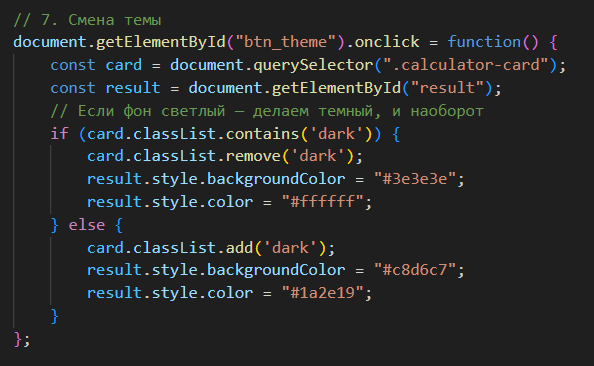 // 7. Смена темы
document.getElementById("btn_theme").onclick = function() {
    const card = document.querySelector(".calculator-card");
    const result = document.getElementById("result");
    // Если фон светлый — делаем темный, и наоборот
    if (card.classList.contains('dark')) {
        card.classList.remove('dark');
        result.style.backgroundColor = "#3e3e3e";
        result.style.color = "#ffffff";
    } else {
        card.classList.add('dark');
        result.style.backgroundColor = "#c8d6c7";
        result.style.color = "#1a2e19";
    }
};